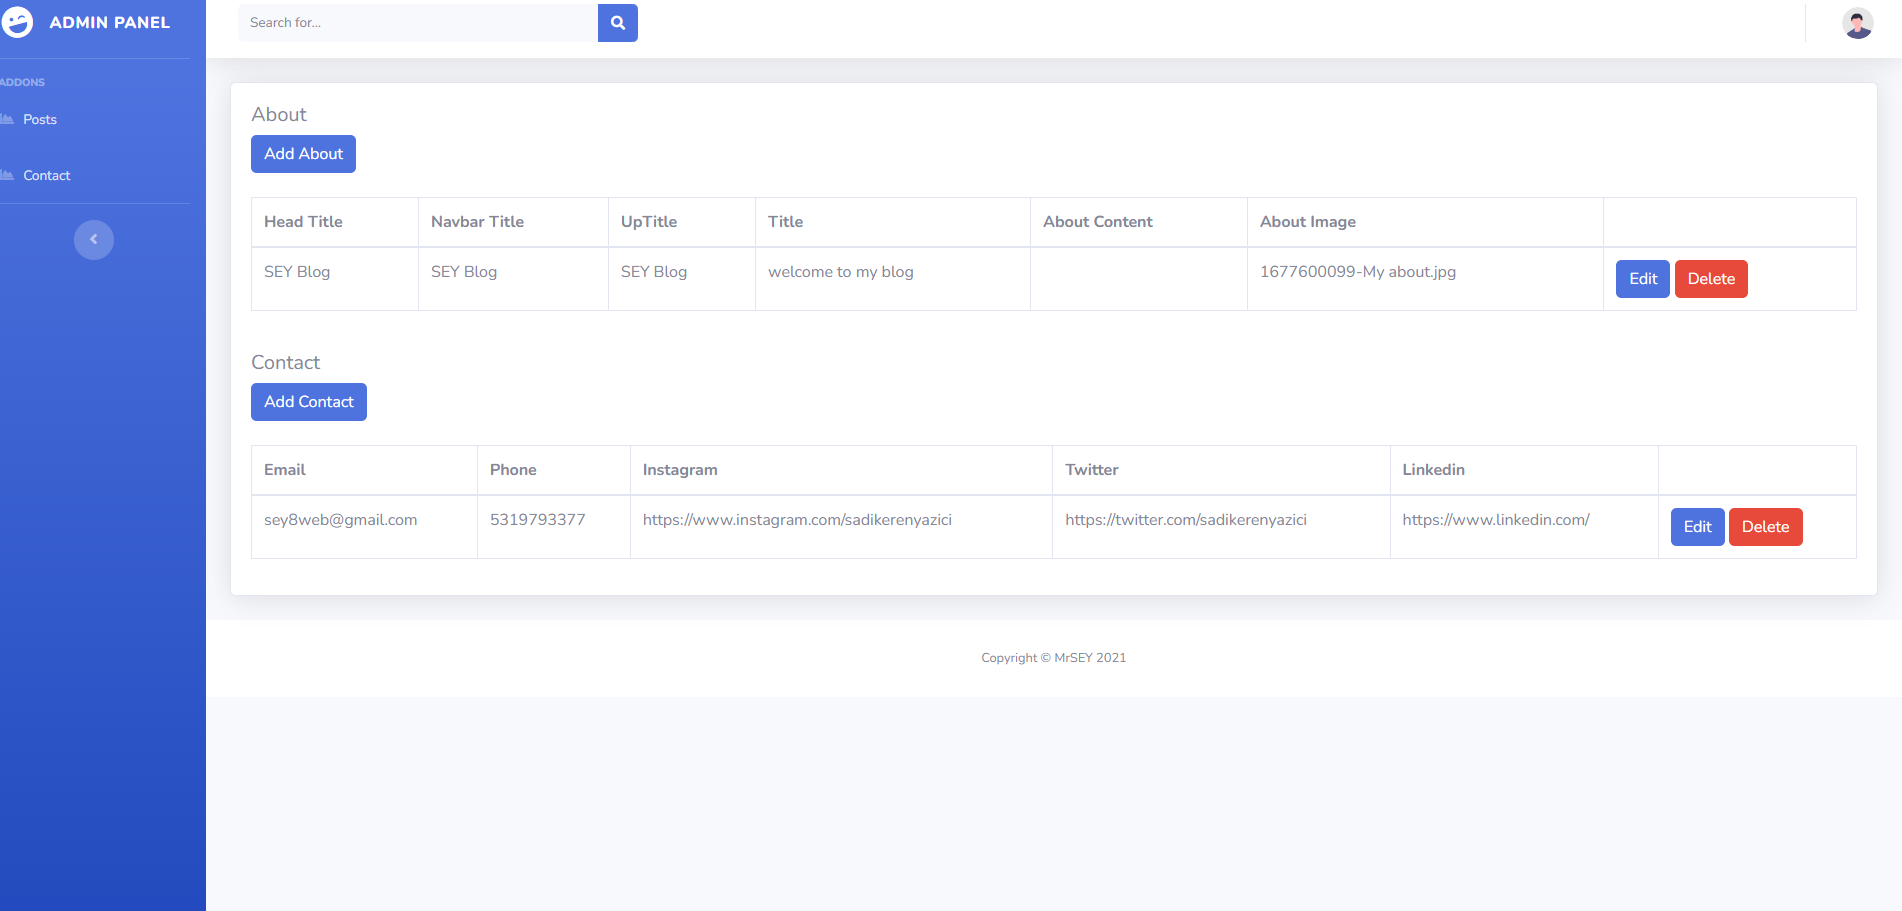 ADMIN PANEL
Search for...
ADDONS
Posts
Contact
About
Add About
Head Title Navbar Title UpTitle Title About Content About Image
SEY Blog SEY Blog SEY Blog welcome to my blog 1677600099-My about.jpg Edit Delete
Contact
Add Contact
Email Phone Instagram Twitter Linkedin
sey8web@gmail.com 5319793377 https://www.instagram.com/sadikerenyazici https://twitter.com/sadikerenyazici https://www.linkedin.com/ Edit Delete
Copyright © MrSEY 2021